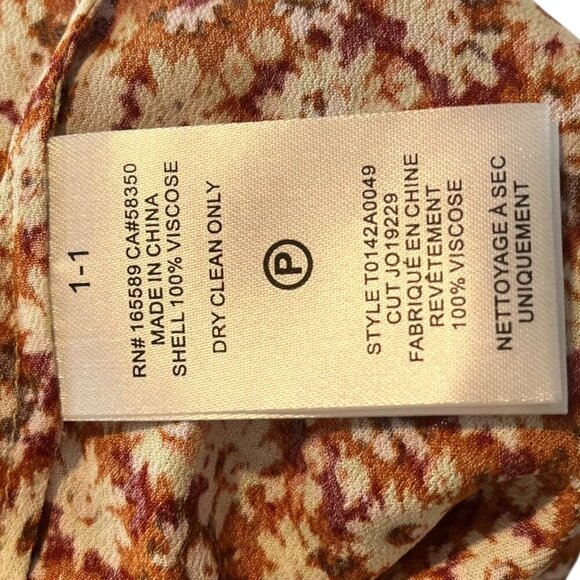 1-1
RN# 165589 CA#58350
MADE IN CHINA
SHELL 100% VISCOSE
DRY CLEAN ONLY
P
STYLE T0142A0049
CUT JO19229
FABRIQUÉ EN CHINE
REVÊTEMENT
100% VISCOSE
NETTOYAGE À SEC
UNIQUEMENT